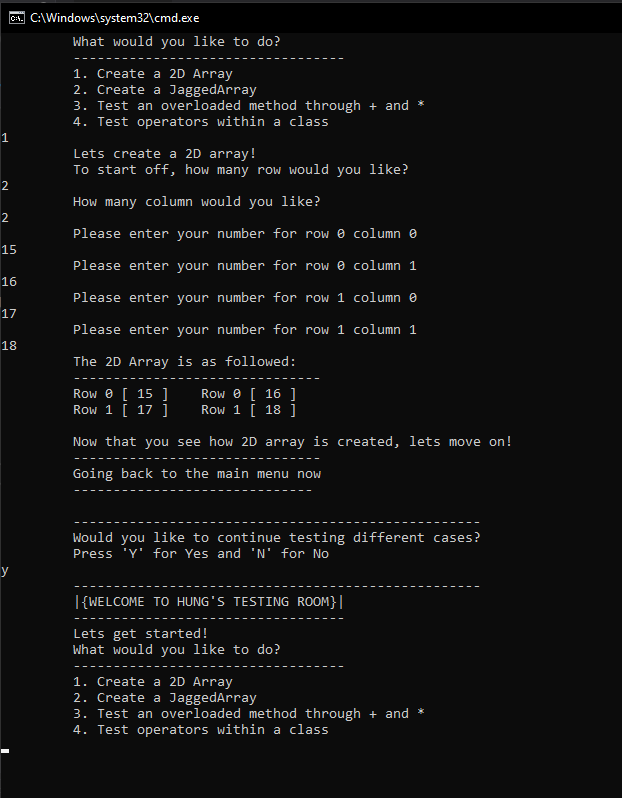 C:\Windows\system32\cmd.exe
What would you like to do?
----------------------------------
1. Create a 2D Array
2. Create a JaggedArray
3. Test an overloaded method through + and *
4. Test operators within a class
1
Lets create a 2D array!
To start off, how many row would you like?
2
How many column would you like?
2
Please enter your number for row 0 column 0
15
Please enter your number for row 0 column 1
16
Please enter your number for row 1 column 0
17
Please enter your number for row 1 column 1
18
The 2D Array is as followed:
-------------------------------
Row 0 [ 15 ]    Row 0 [ 16 ]
Row 1 [ 17 ]    Row 1 [ 18 ]
Now that you see how 2D array is created, lets move on!
-------------------------------
Going back to the main menu now
------------------------------
---------------------------------------------------
Would you like to continue testing different cases?
Press 'Y' for Yes and 'N' for No
y
---------------------------------------------------
|{WELCOME TO HUNG'S TESTING ROOM}|
----------------------------------
Lets get started!
What would you like to do?
----------------------------------
1. Create a 2D Array
2. Create a JaggedArray
3. Test an overloaded method through + and *
4. Test operators within a class